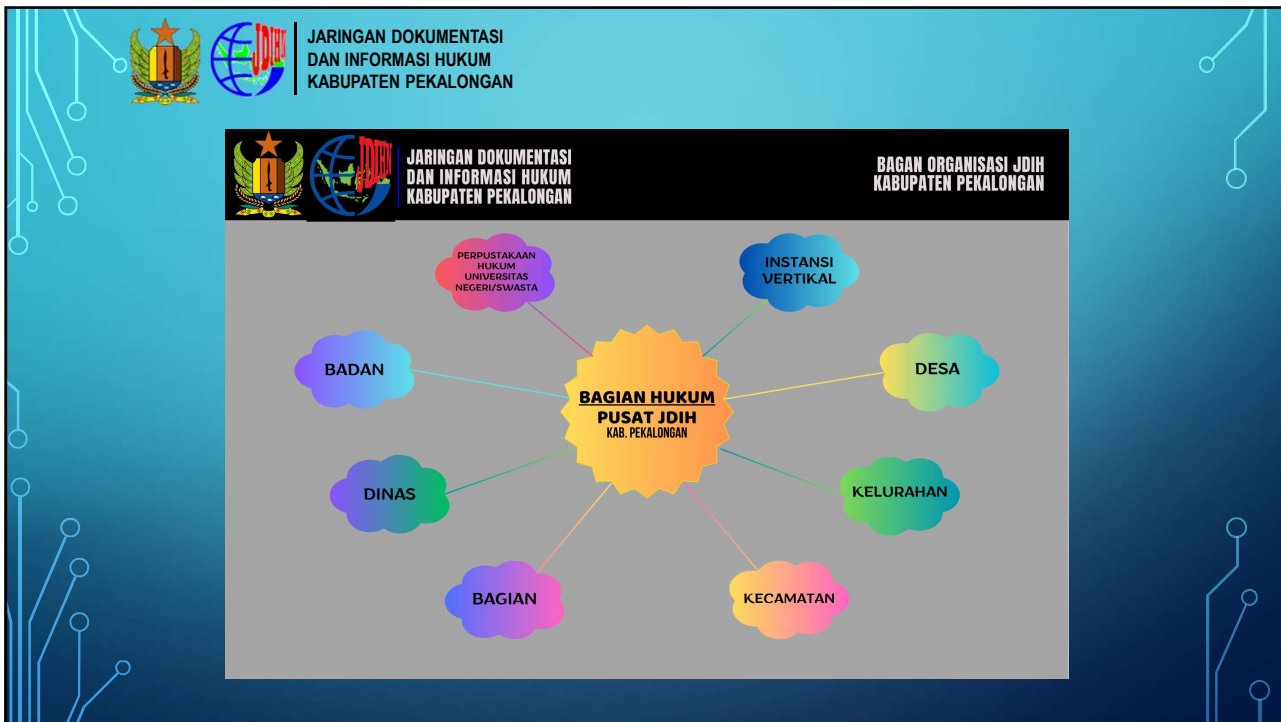 JDIHN
JARINGAN DOKUMENTASI
DAN INFORMASI HUKUM
KABUPATEN PEKALONGAN
JDIHN
JARINGAN DOKUMENTASI
DAN INFORMASI HUKUM
KABUPATEN PEKALONGAN
BAGAN ORGANISASI JDIH
KABUPATEN PEKALONGAN
PERPUSTAKAAN
HUKUM
UNIVERSITAS
NEGERI/SWASTA
INSTANSI
VERTIKAL
BADAN
DESA
BAGIAN HUKUM
PUSAT JDIH
KAB. PEKALONGAN
DINAS
KELURAHAN
BAGIAN
KECAMATAN